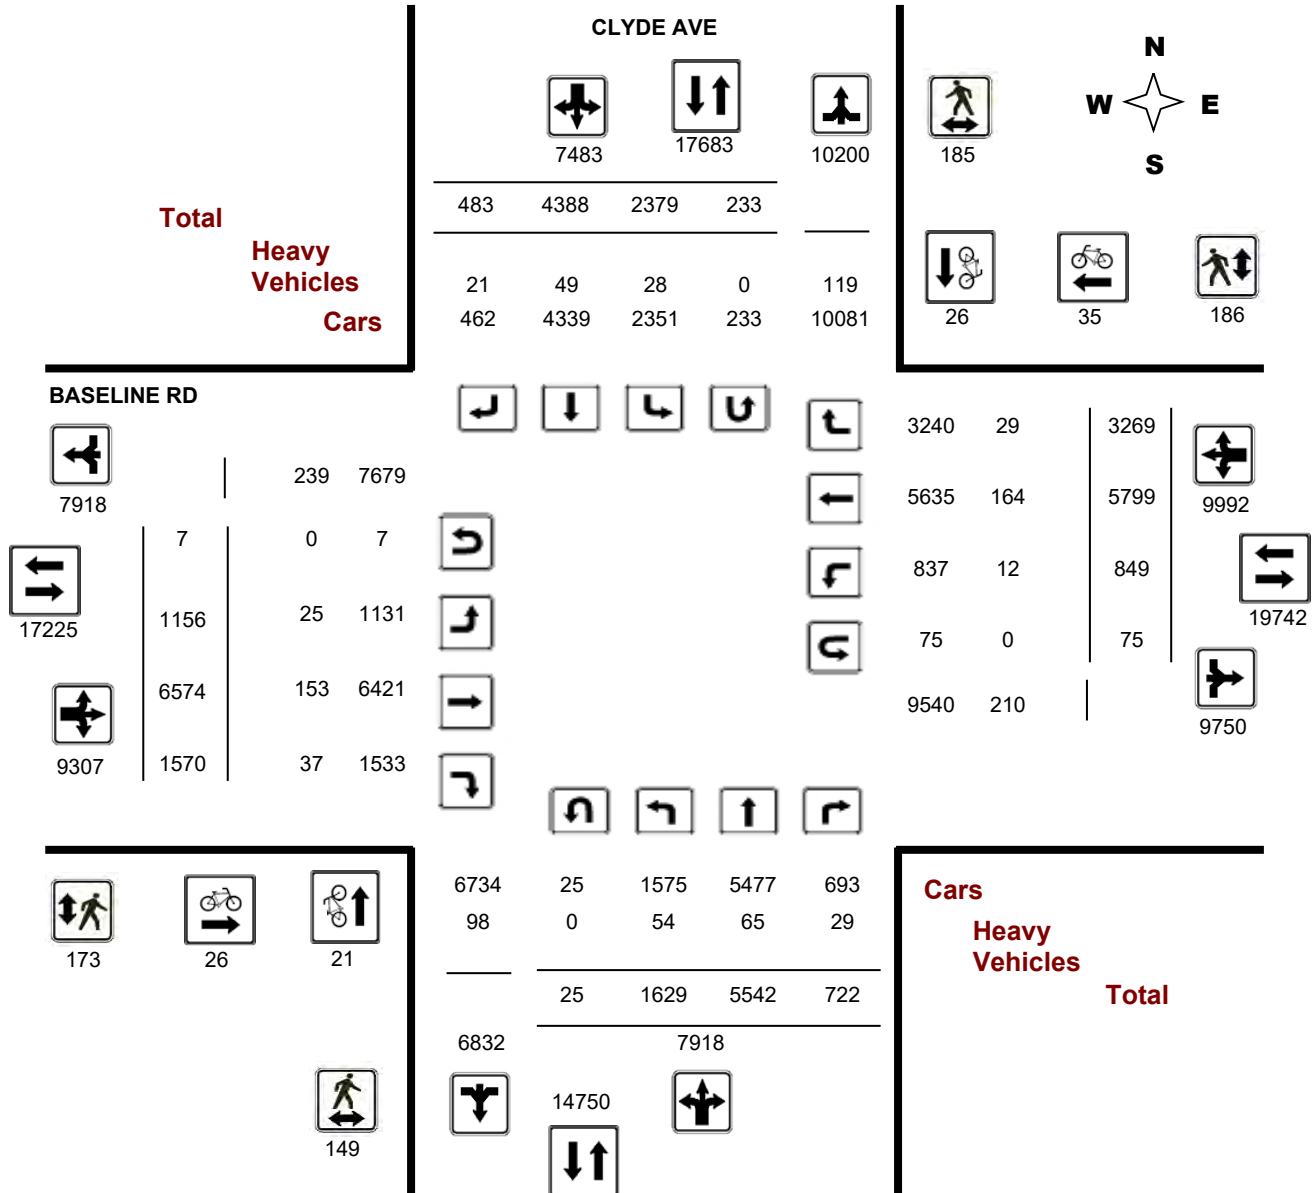 CLYDE AVE
N
W E
S
7483 17683 10200 185
483 4388 2379 233
Total
Heavy
Vehicles
21 49 28 0 119
Cars
462 4339 2351 233 10081
26 35 186
BASELINE RD
3240 29 3269
239 7679
7918
5635 164 5799
9992
7 0 7
837 12 849
1156 25 1131
17225
19742
75 0 75
6574 153 6421
9540 210
9750
9307
1570 37 1533
6734 25 1575 5477 693
Cars
98 0 54 65 29
Heavy
Vehicles
173 26 21
25 1629 5542 722
Total
6832 7918
14750
149